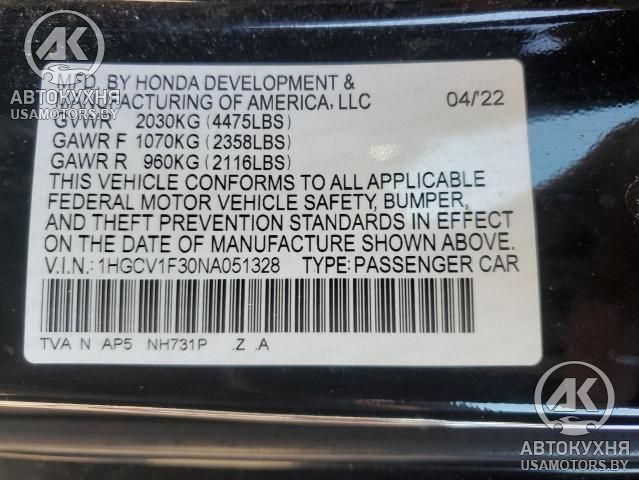 АВТОКУХНЯ
USAMOTORS.BY
MFD. BY HONDA DEVELOPMENT &
MANUFACTURING OF AMERICA, LLC 04/'22
GVWR 2030KG (4475LBS)
GAWR F 1070KG (2358LBS)
GAWR R 960KG (2116LBS)
THIS VEHICLE CONFORMS TO ALL APPLICABLE
FEDERAL MOTOR VEHICLE SAFETY, BUMPER,
AND THEFT PREVENTION STANDARDS IN EFFECT
ON THE DATE OF MANUFACTURE SHOWN ABOVE.
V.I.N.: 1HGCV1F30NA051328 TYPE: PASSENGER CAR
TVA N AP5 NH731P .Z .A
АК
АВТОКУХНЯ
USAMOTORS.BY